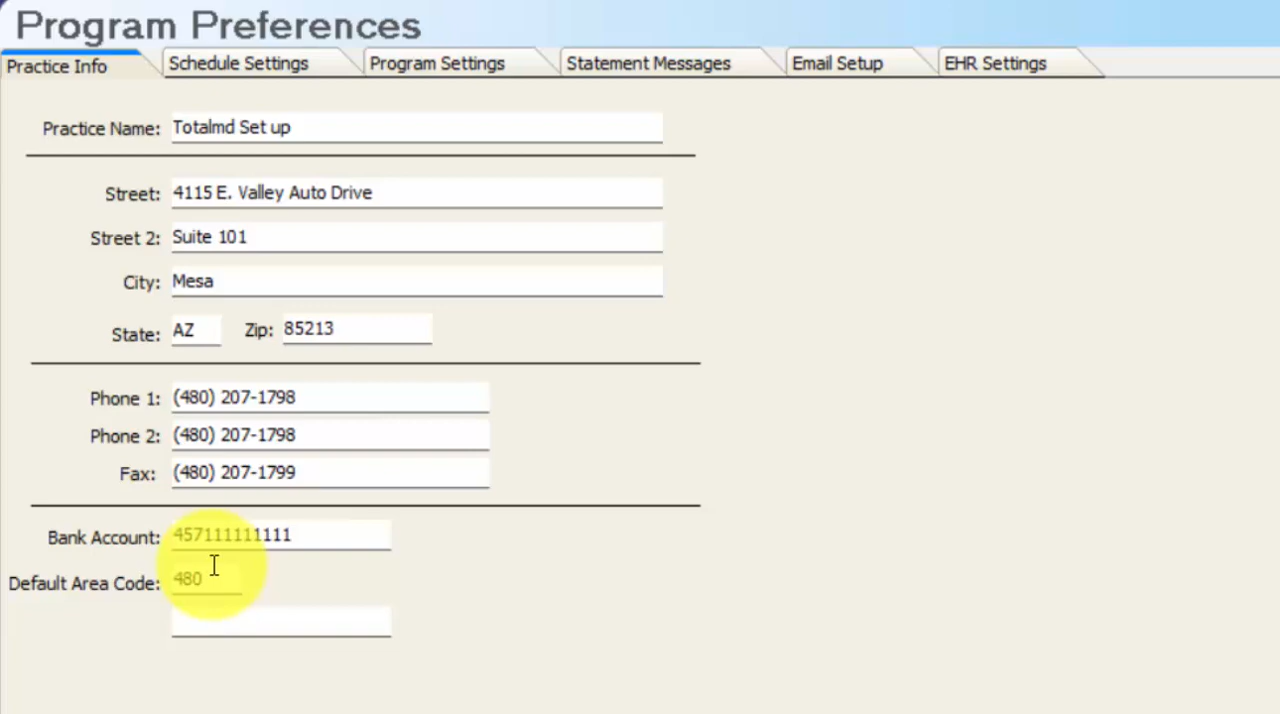 Program Preferences
Practice Info Schedule Settings Program Settings Statement Messages Email Setup EHR Settings
Practice Name: Totalmd Set up
Street: 4115 E. Valley Auto Drive
Street 2: Suite 101
City: Mesa
State: AZ Zip: 85213
Phone 1: (480) 207-1798
Phone 2: (480) 207-1798
Fax: (480) 207-1799
Bank Account: 457111111111
Default Area Code: 480